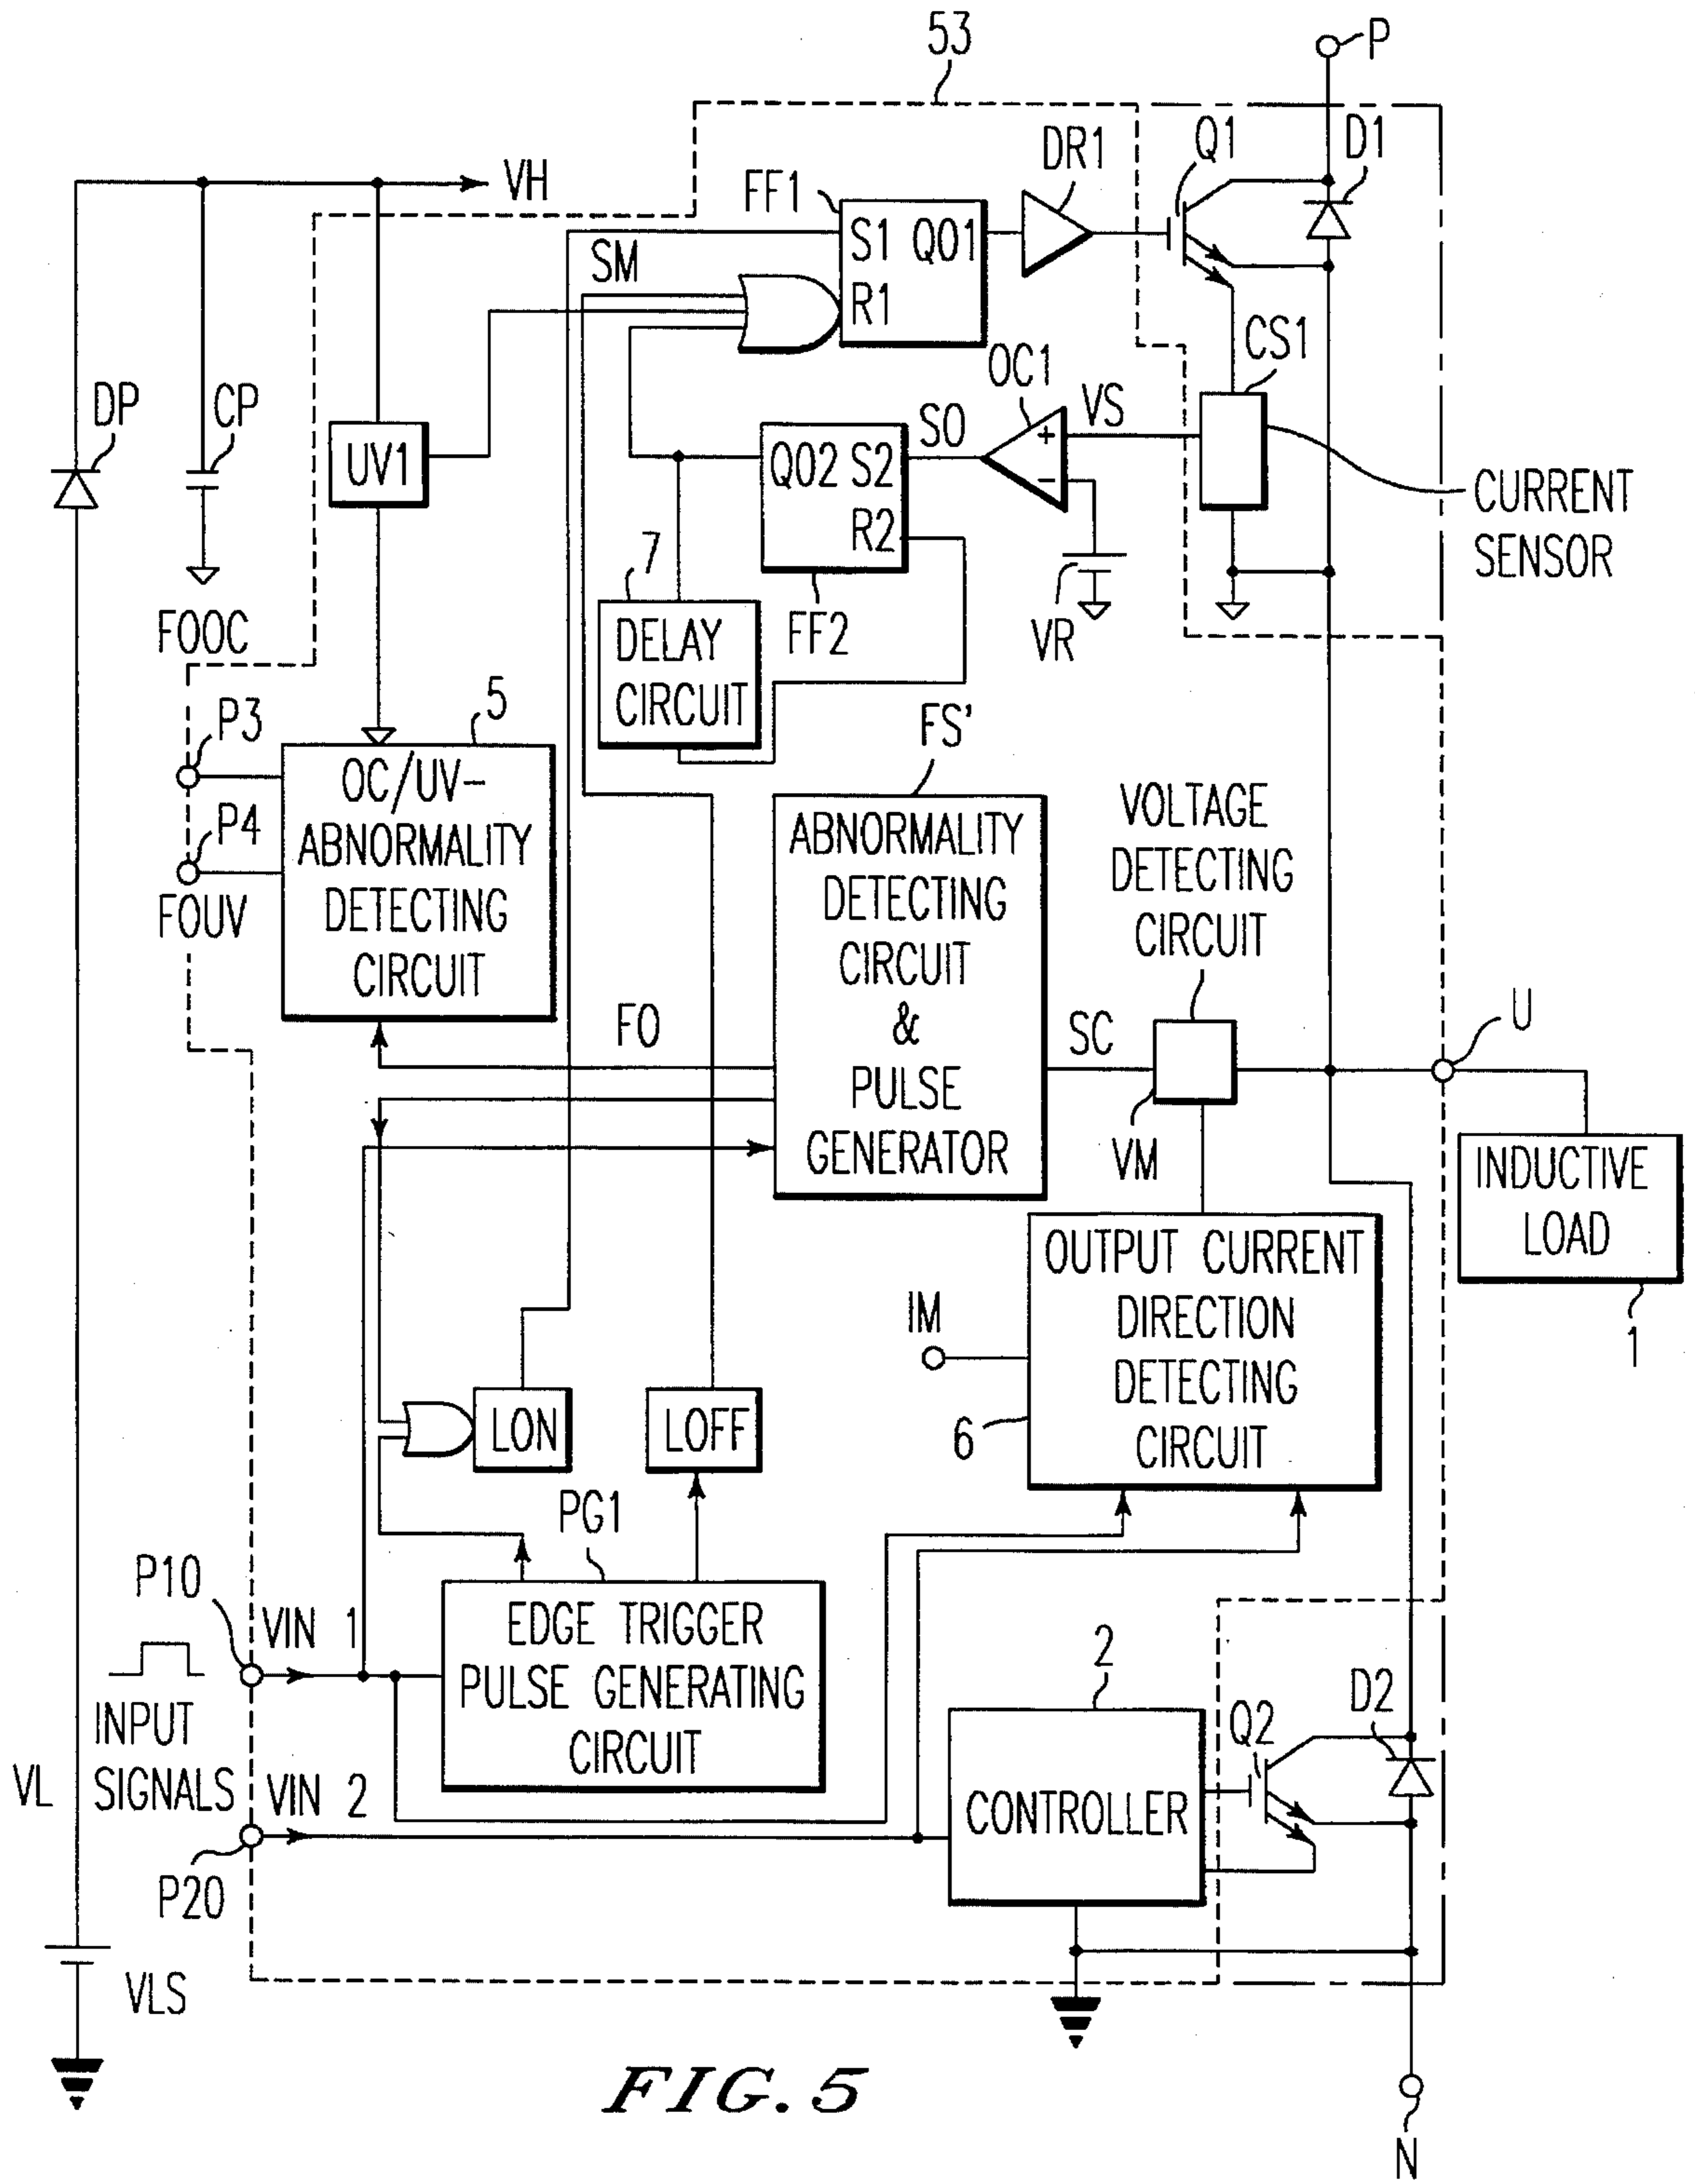 53
P
DR1
Q1
D1
VH
FF1
SM
S1 QO1
R1
OC1
CS1
DP
CP
VS
SO
UV1
QO2 S2
R2
CURRENT
SENSOR
7
FF2
VR
FOOC
DELAY
CIRCUIT
P3
5
FS'
OC/UV-
ABNORMALITY
DETECTING
CIRCUIT
P4
FOUV
ABNORMALITY
DETECTING
CIRCUIT
&
PULSE
GENERATOR
VOLTAGE
DETECTING
CIRCUIT
FO
SC
U
VM
INDUCTIVE
LOAD
1
OUTPUT CURRENT
DIRECTION
DETECTING
CIRCUIT
IM
6
LON
LOFF
PG1
P10
VIN 1
EDGE TRIGGER
PULSE GENERATING
CIRCUIT
INPUT
SIGNALS
VL
VIN 2
P20
2
CONTROLLER
Q2
D2
VLS
FIG. 5
N